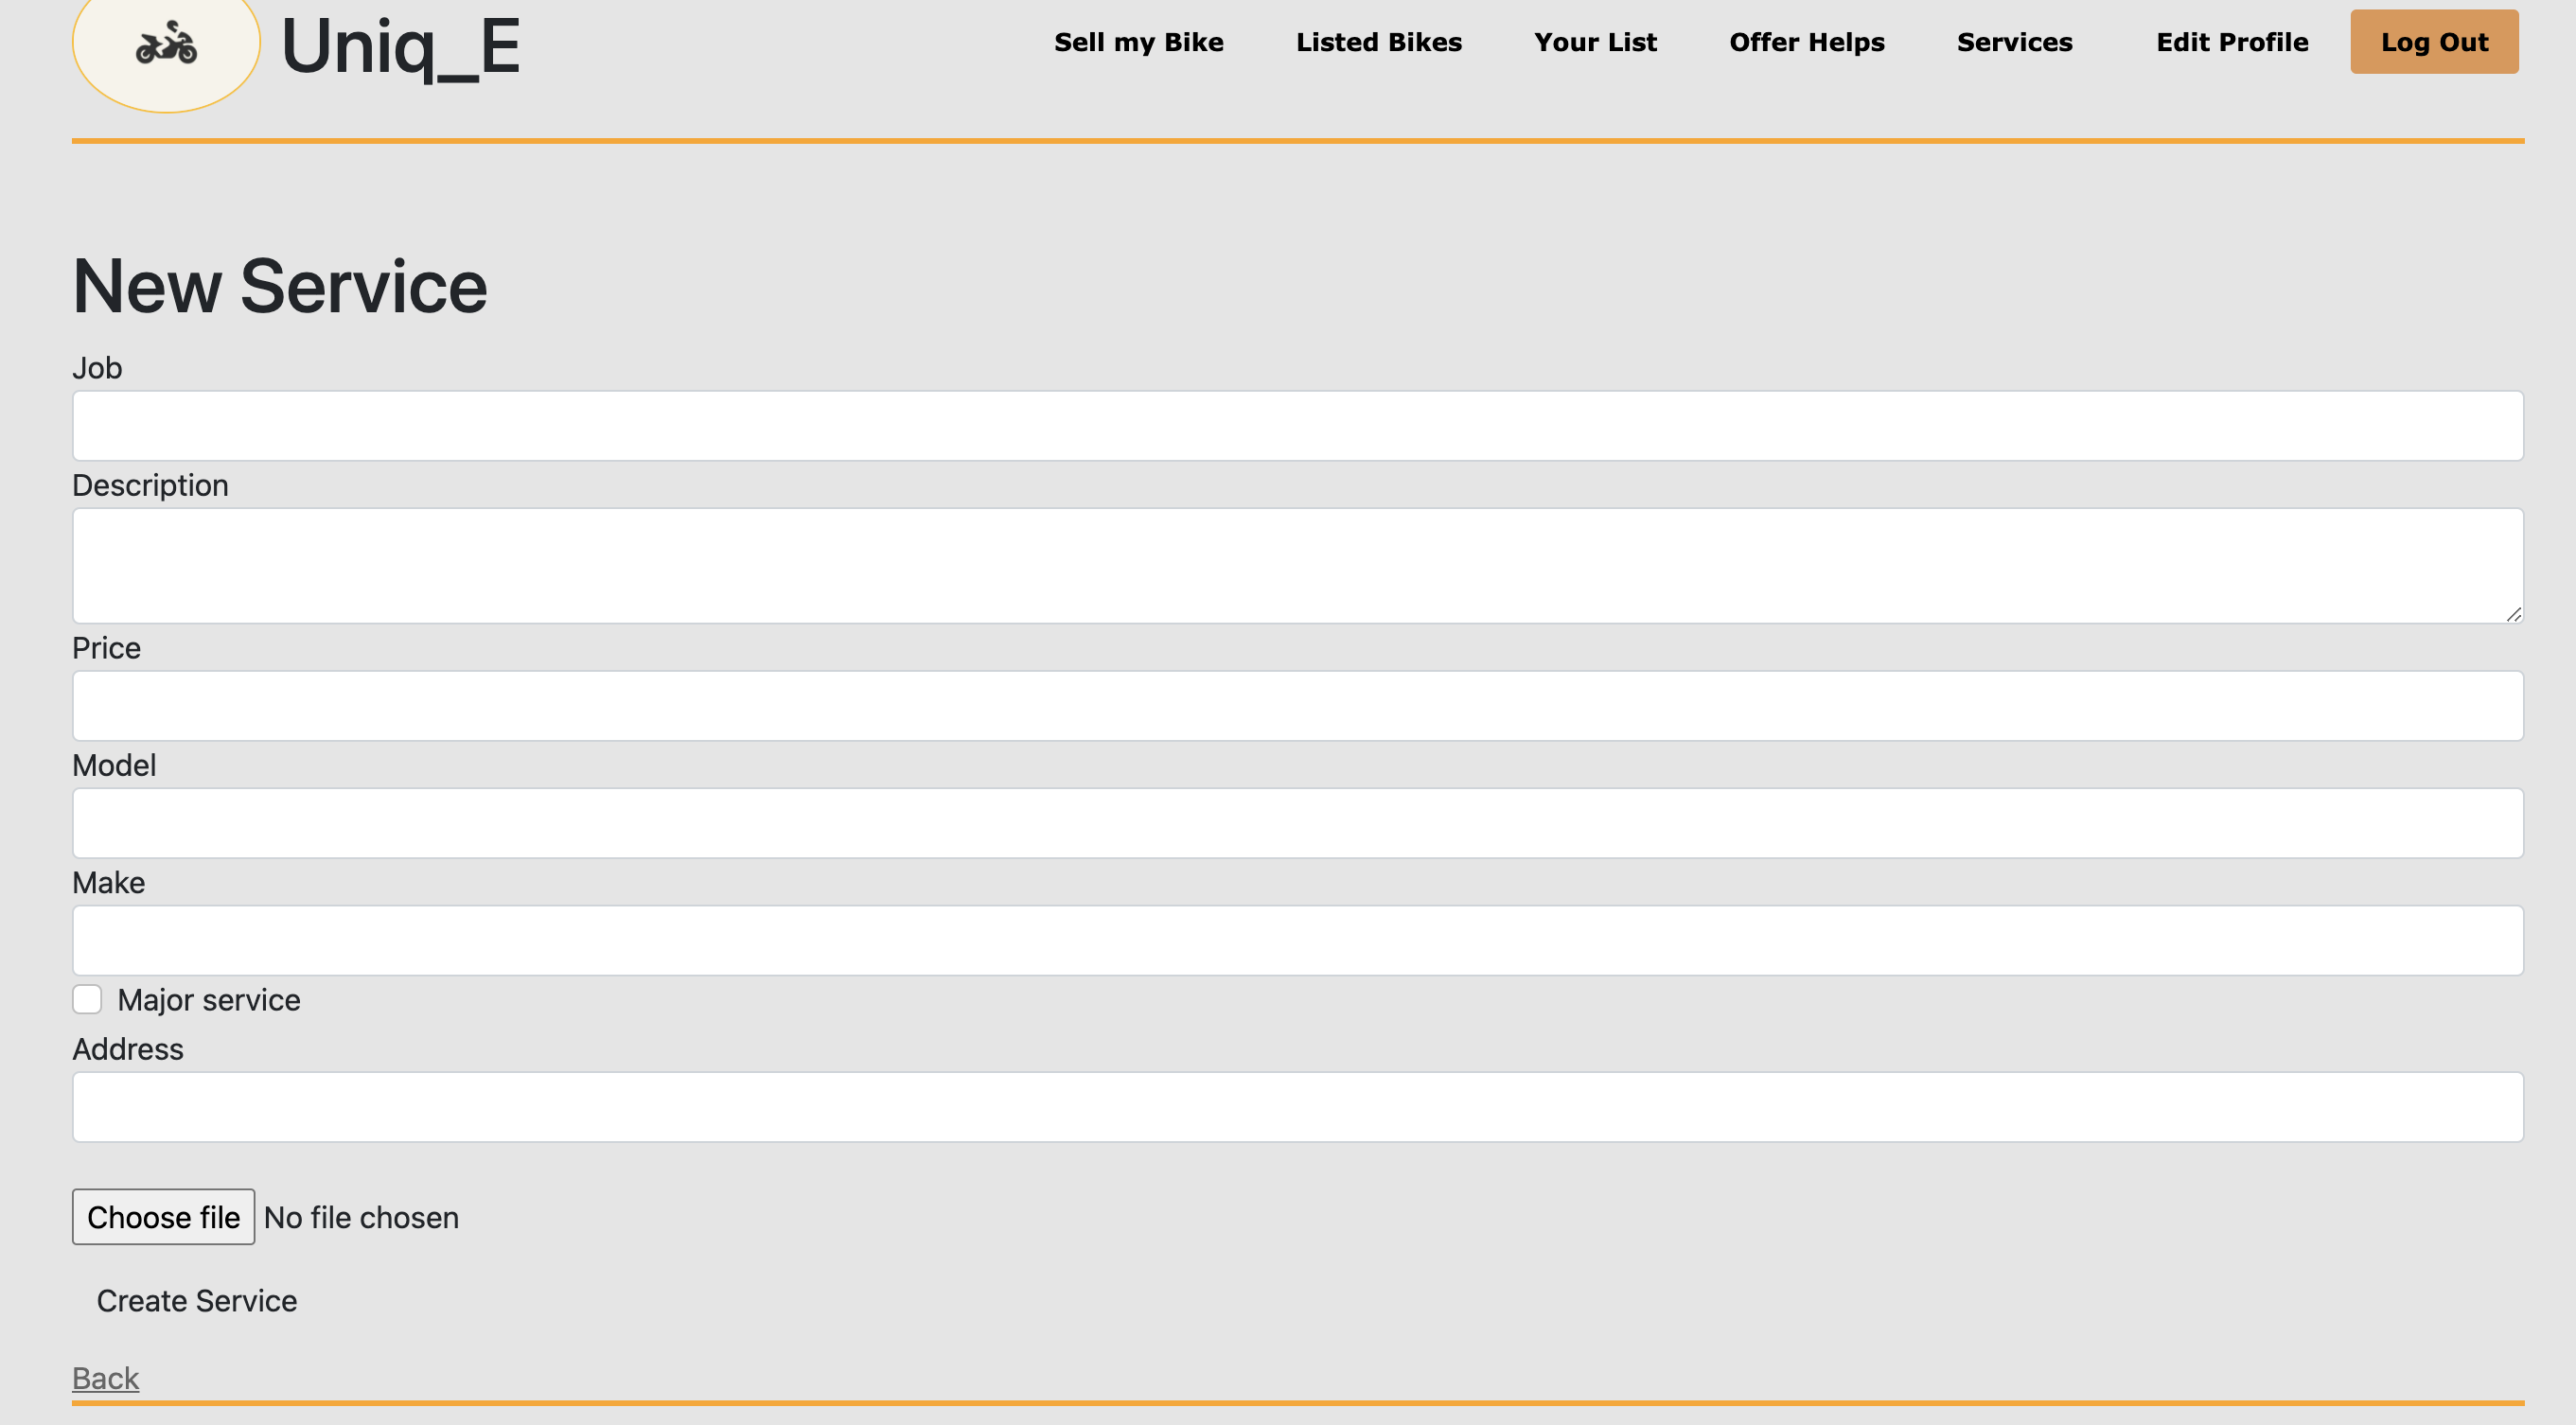 Uniq_E
Sell my Bike Listed Bikes Your List Offer Helps Services Edit Profile Log Out
New Service
Job
Description
Price
Model
Make
Major service
Address
Choose file No file chosen
Create Service
Back